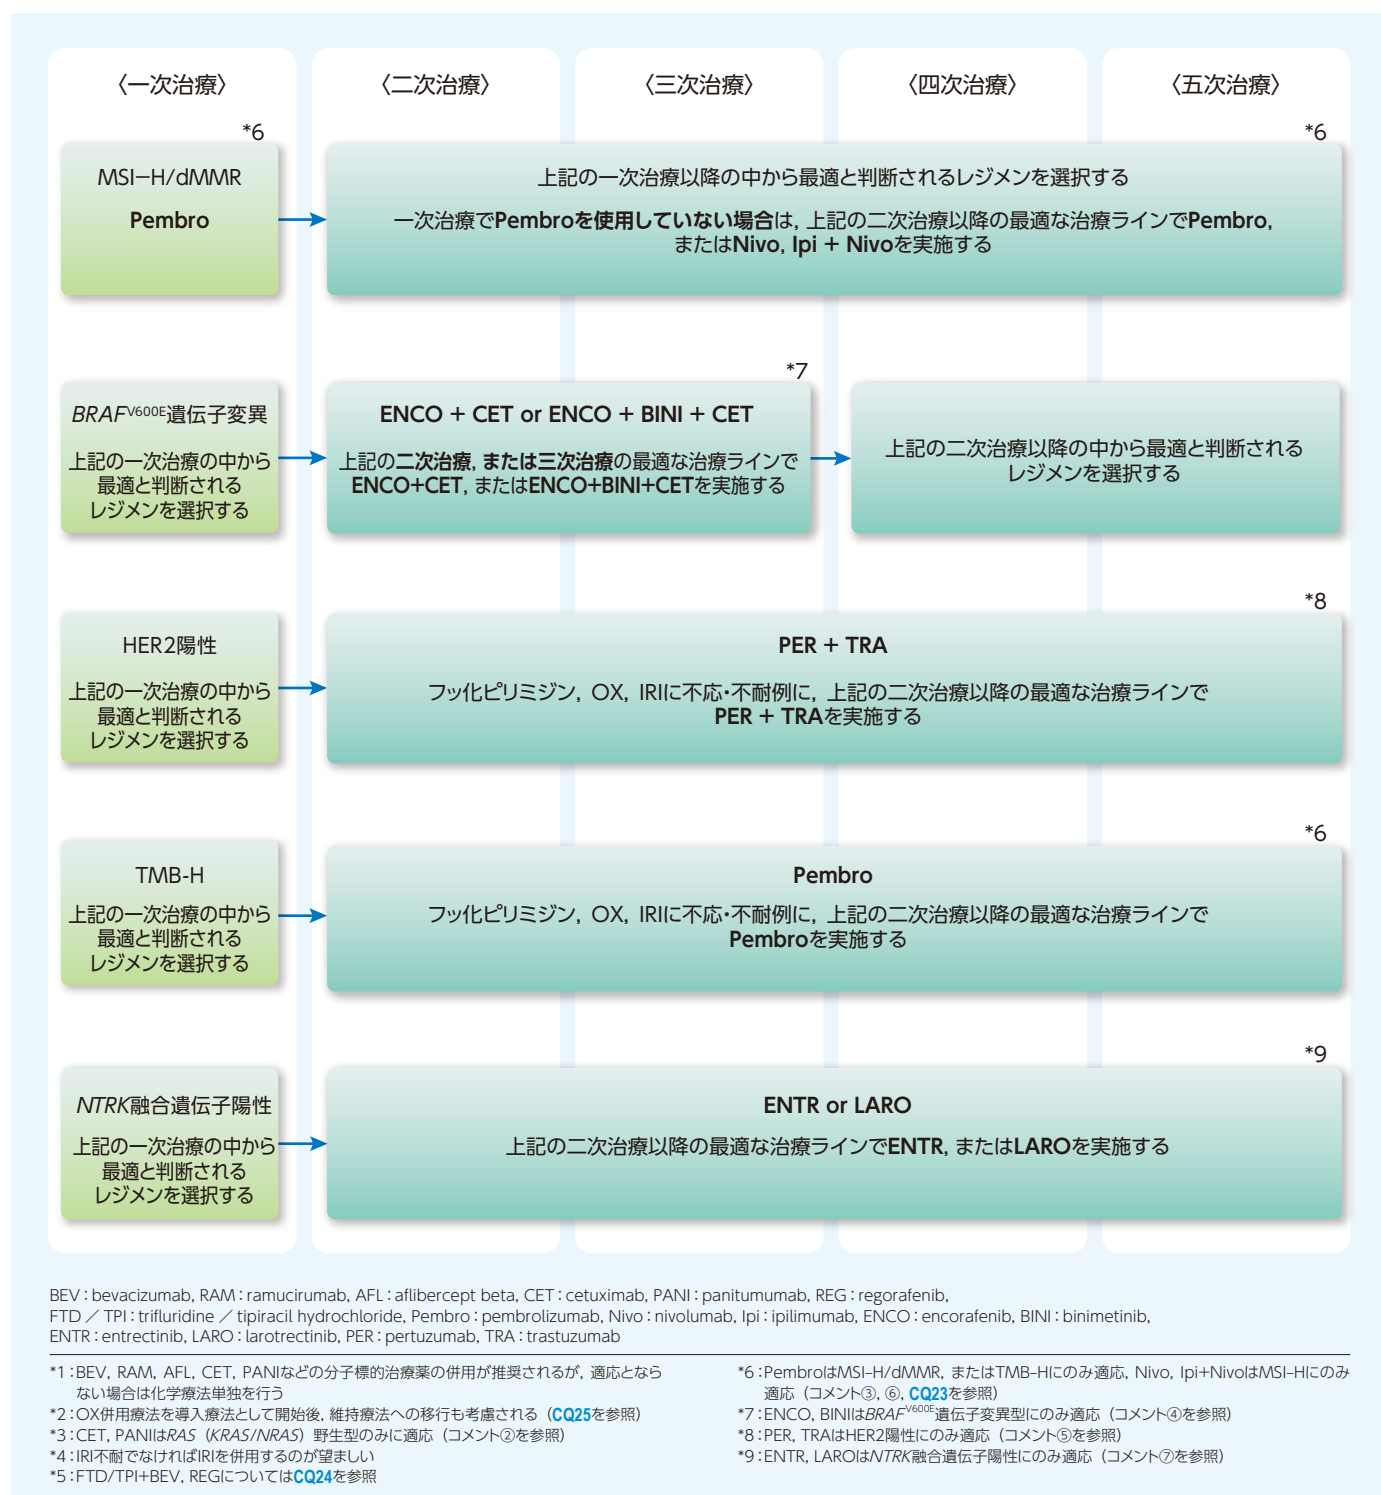 〈一次治療〉
〈二次治療〉
〈三次治療〉
〈四次治療〉
〈五次治療〉
*6
MSI−H/dMMR
Pembro
*6
上記の一次治療以降の中から最適と判断されるレジメンを選択する
一次治療でPembroを使用していない場合は, 上記の二次治療以降の最適な治療ラインでPembro,
またはNivo, Ipi + Nivoを実施する
BRAFV600E遺伝子変異
上記の一次治療の中から
最適と判断される
レジメンを選択する
*7
ENCO + CET or ENCO + BINI + CET
上記の二次治療, または三次治療の最適な治療ラインで
ENCO+CET, またはENCO+BINI+CETを実施する
上記の二次治療以降の中から最適と判断される
レジメンを選択する
HER2陽性
上記の一次治療の中から
最適と判断される
レジメンを選択する
*8
PER + TRA
フッ化ピリミジン, OX, IRIに不応・不耐例に, 上記の二次治療以降の最適な治療ラインで
PER + TRAを実施する
TMB-H
上記の一次治療の中から
最適と判断される
レジメンを選択する
*6
Pembro
フッ化ピリミジン, OX, IRIに不応・不耐例に, 上記の二次治療以降の最適な治療ラインで
Pembroを実施する
NTRK融合遺伝子陽性
上記の一次治療の中から
最適と判断される
レジメンを選択する
*9
ENTR or LARO
上記の二次治療以降の最適な治療ラインでENTR, またはLAROを実施する
BEV：bevacizumab, RAM：ramucirumab, AFL：aflibercept beta, CET：cetuximab, PANI：panitumumab, REG：regorafenib,
FTD ／ TPI：trifluridine ／ tipiracil hydrochloride, Pembro：pembrolizumab, Nivo：nivolumab, Ipi：ipilimumab, ENCO：encorafenib, BINI：binimetinib,
ENTR：entrectinib, LARO：larotrectinib, PER：pertuzumab, TRA：trastuzumab
*1：BEV, RAM, AFL, CET, PANIなどの分子標的治療薬の併用が推奨されるが, 適応となら
ない場合は化学療法単独を行う
*2：OX併用療法を導入療法として開始後, 維持療法への移行も考慮される（CQ25を参照）
*3：CET, PANIはRAS（KRAS/NRAS）野生型のみに適応（コメント②を参照）
*4：IRI不耐でなければIRIを併用するのが望ましい
*5：FTD/TPI+BEV, REGについてはCQ24を参照
*6：PembroはMSI-H/dMMR, またはTMB–Hにのみ適応, Nivo, Ipi+NivoはMSI-Hにのみ
適応（コメント③, ⑥, CQ23を参照）
*7：ENCO, BINIはBRAFV600E遺伝子変異型にのみ適応（コメント④を参照）
*8：PER, TRAはHER2陽性にのみ適応（コメント⑤を参照）
*9：ENTR, LAROはNTRK融合遺伝子陽性にのみ適応（コメント⑦を参照）